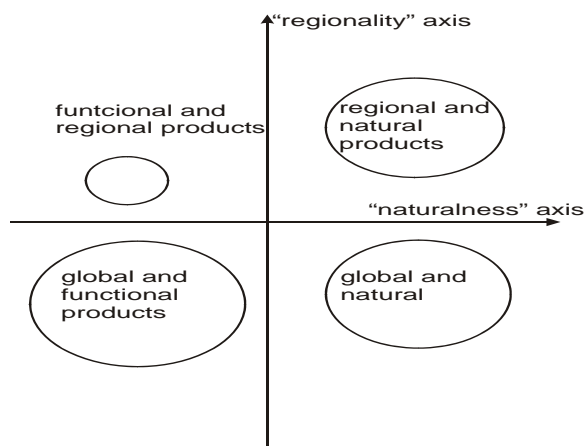 “regionality” axis
funtcional and
regional products
regional and
natural
products
“naturalness” axis
global and
functional
products
global and
natural